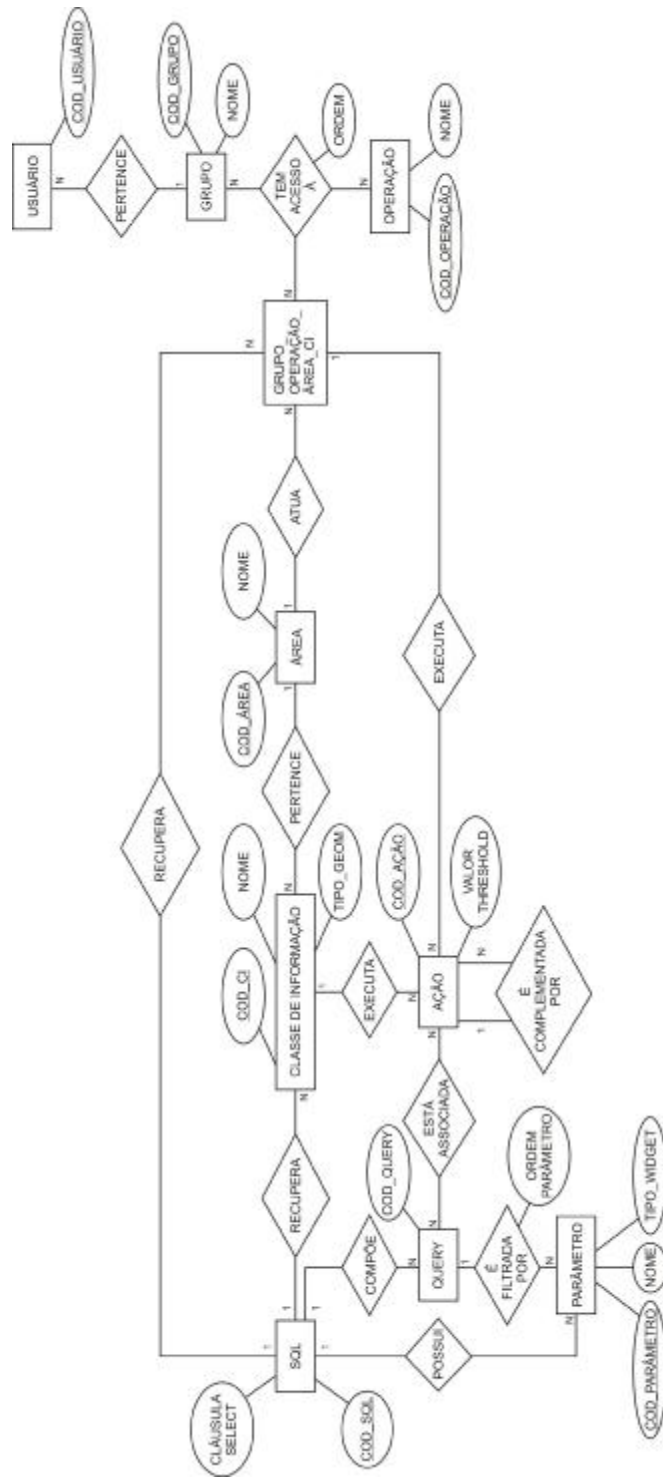 CLÁUSULA
SELECT
SQL
COD_SQL
RECUPERA
1
N
RECUPERA
1
N
COMPÕE
1
N
POSSUI
1
N
COD_QUERY
QUERY
É
FILTRADA
POR
1
N
ORDEM
PARÂMETRO
PARÂMETRO
COD_PARÂMETRO
NOME
TIPO_WIDGET
ESTÁ
ASSOCIADA
N
N
COD_CI
NOME
CLASSE DE INFORMAÇÃO
TIPO_GEOM
EXECUTA
1
N
AÇÃO
COD_AÇÃO
VALOR
THRESHOLD
É
COMPLEMENTADA
POR
1
N
PERTENCE
N
1
COD_ÁREA
NOME
ÁREA
ATUA
1
N
EXECUTA
N
1
GRUPO_
OPERAÇÃO_
ÁREA_CI
TEM
ACESSO
À
N
N
N
ORDEM
USUÁRIO
COD_USUÁRIO
PERTENCE
N
1
GRUPO
COD_GRUPO
NOME
OPERAÇÃO
COD_OPERAÇÃO
NOME